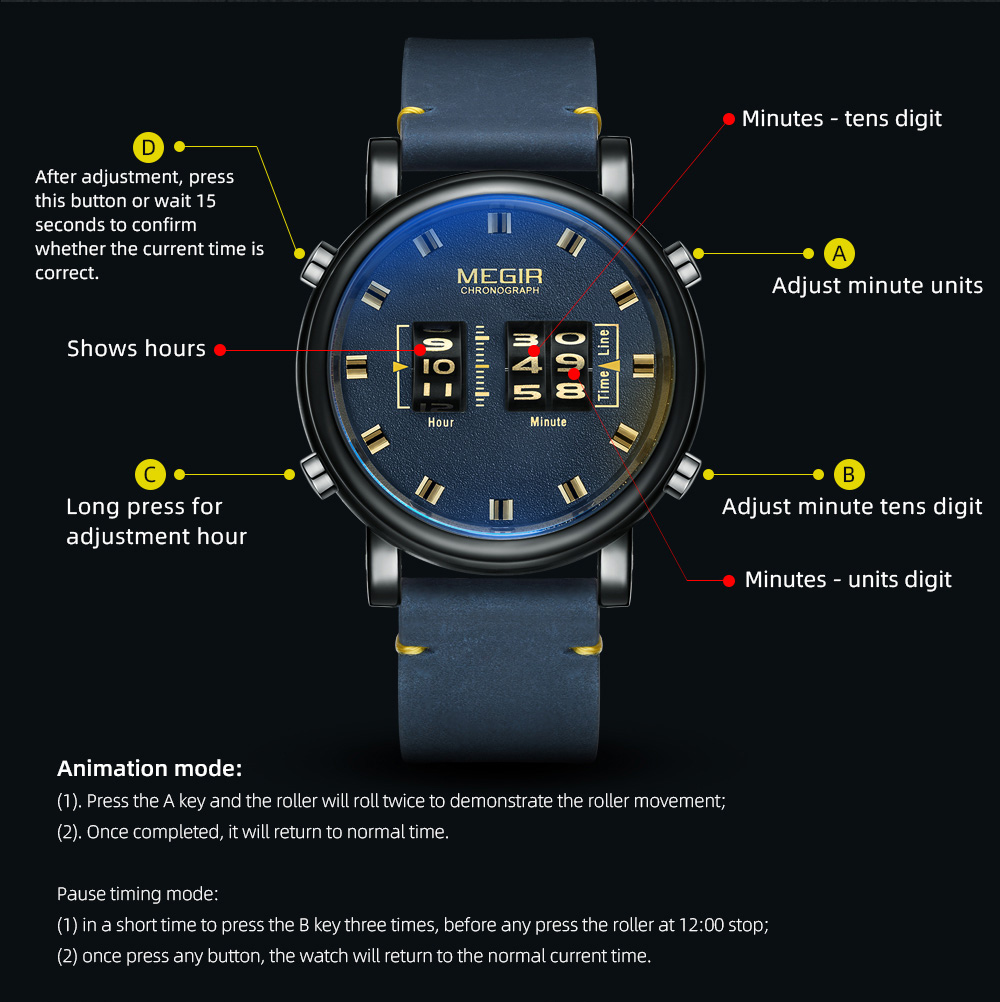 Minutes - tens digit
D
After adjustment, press
this button or wait 15
seconds to confirm
whether the current time is
correct.
A
Adjust minute units
MEGIR
CHRONOGRAPH
Shows hours
9
10
11
12
3 0
4 9
5 8
Time Line
Hour
Minute
C
Long press for
adjustment hour
B
Adjust minute tens digit
Minutes - units digit
Animation mode:
(1). Press the A key and the roller will roll twice to demonstrate the roller movement;
(2). Once completed, it will return to normal time.
Pause timing mode:
(1) in a short time to press the B key three times, before any press the roller at 12:00 stop;
(2) once press any button, the watch will return to the normal current time.